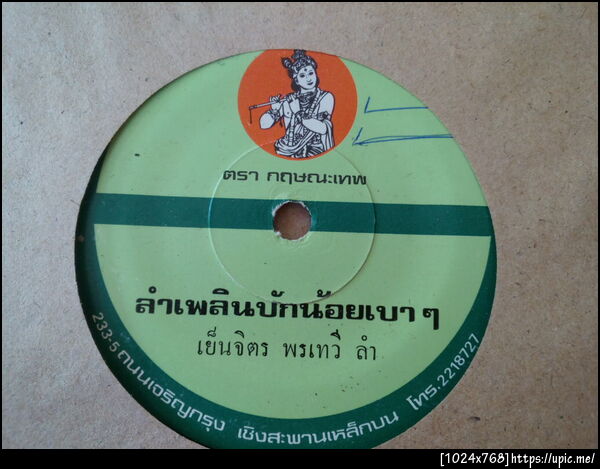 ตรา กฤษณะเทพ
ลำเพลินบักน้อยเบา ๆ
เย็นจิตร พรเทวี ลำ
233-5 ถนนเจริญกรุง เชิงสะพานเหล็กบน โทร.2218727
[1024x768]https://upic.me/